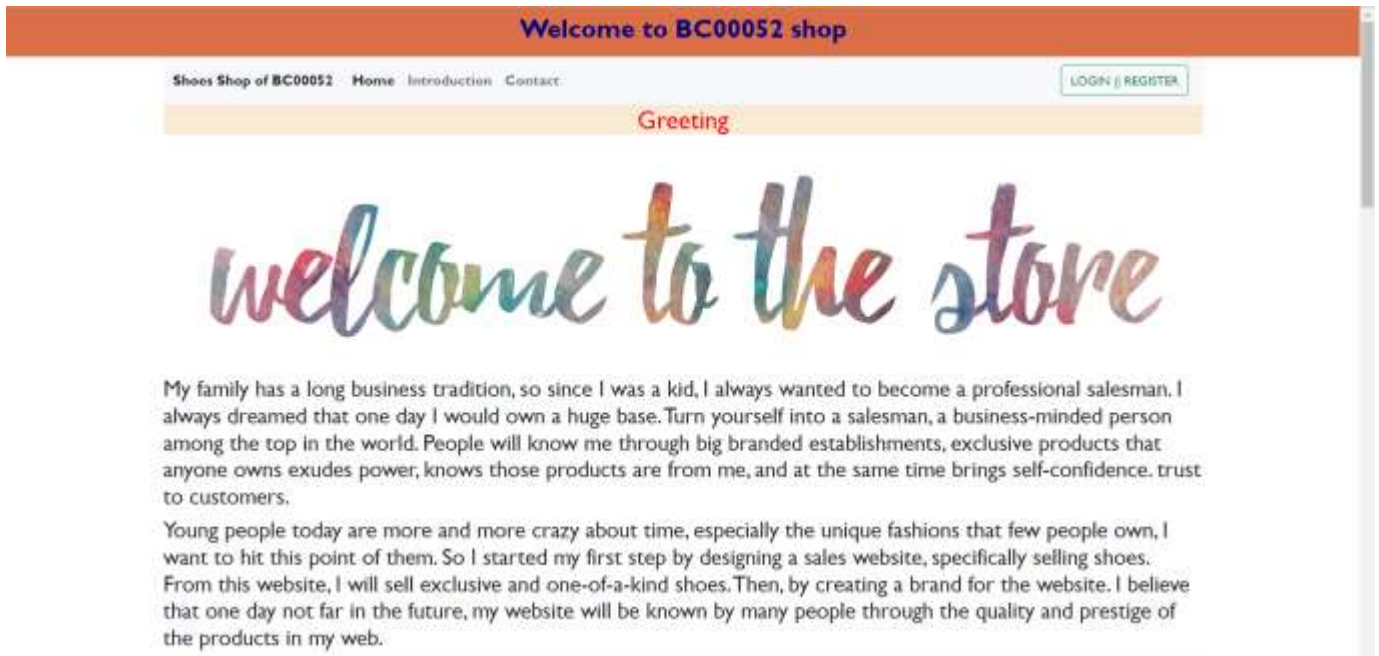 Welcome to BC00052 shop
Shoes Shop of BC00052 Home Introduction Contact LOGIN || REGISTER
Greeting
welcome to the store
My family has a long business tradition, so since I was a kid, I always wanted to become a professional salesman. I
always dreamed that one day I would own a huge base. Turn yourself into a salesman, a business-minded person
among the top in the world. People will know me through big branded establishments, exclusive products that
anyone owns exudes power, knows those products are from me, and at the same time brings self-confidence. trust
to customers.
Young people today are more and more crazy about time, especially the unique fashions that few people own, I
want to hit this point of them. So I started my first step by designing a sales website, specifically selling shoes.
From this website, I will sell exclusive and one-of-a-kind shoes. Then, by creating a brand for the website. I believe
that one day not far in the future, my website will be known by many people through the quality and prestige of
the products in my web.